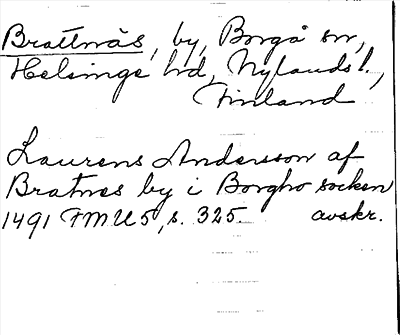 Brattnäs, by, Borgå sn,
Helsinge hd, Nylands l.,
Finland
Laurens Andersson af
Bratnes by i Borgho socken
1491 FMU 5, s. 325. avskr.